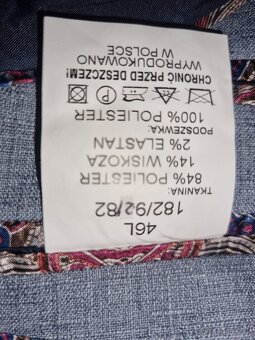 46L
182/92/82
TKANINA:
84% POLIESTER
14% WISKOZA
2% ELASTAN
PODSZEWKA:
100% POLIESTER
CHRONIĆ PRZED DESZCZEM!
WYPRODUKOWANO
W POLSCE